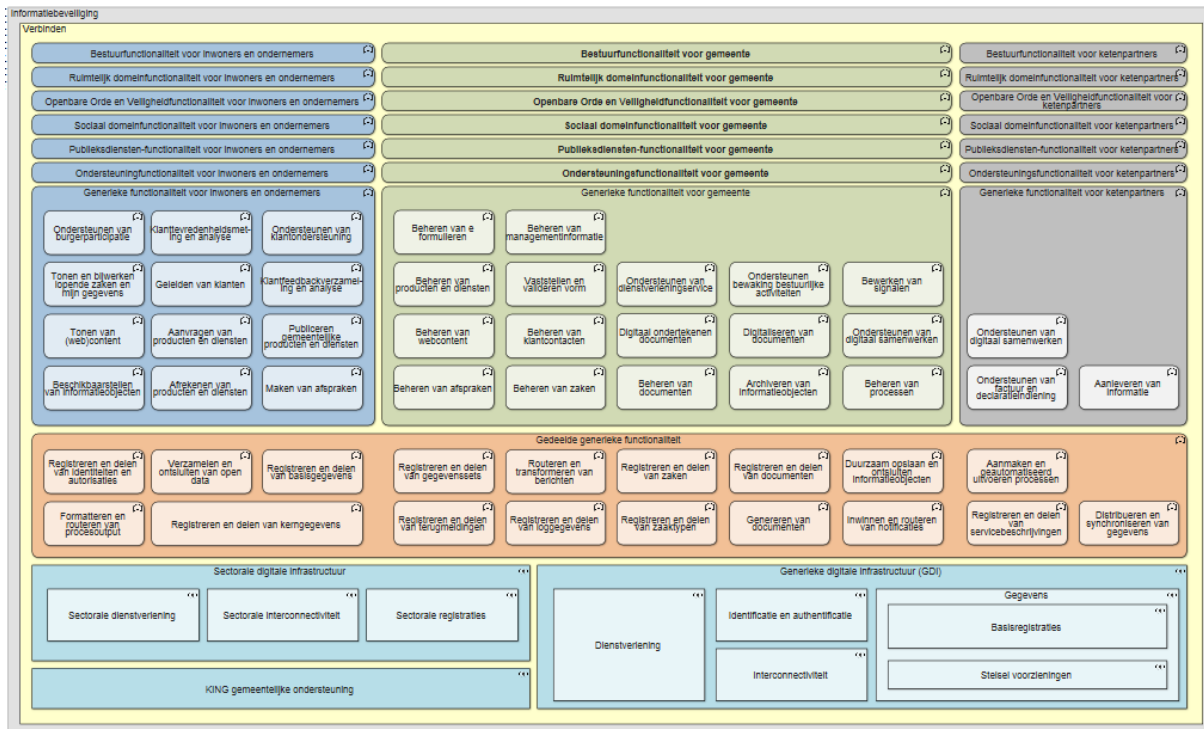 Informatiebeveiliging
Verbinden
Bestuurfunctionaliteit voor inwoners en ondernemers
Bestuurfunctionaliteit voor gemeente
Bestuurfunctionaliteit voor ketenpartners
Ruimtelijk domeinfunctionaliteit voor inwoners en ondernemers
Ruimtelijk domeinfunctionaliteit voor gemeente
Ruimtelijk domeinfunctionaliteit voor ketenpartners
Openbare Orde en Veiligheidfunctionaliteit voor inwoners en ondernemers
Openbare Orde en Veiligheidfunctionaliteit voor gemeente
Openbare Orde en Veiligheidfunctionaliteit voor
ketenpartners
Sociaal domeinfunctionaliteit voor inwoners en ondernemers
Sociaal domeinfunctionaliteit voor gemeente
Sociaal domeinfunctionaliteit voor ketenpartners
Publieksdiensten-functionaliteit voor inwoners en ondernemers
Publieksdiensten-functionaliteit voor gemeente
Publieksdiensten-functionaliteit voor ketenpartners
Ondersteuningfunctionaliteit voor inwoners en ondernemers
Ondersteuningsfunctionaliteit voor gemeente
Ondersteuningsfunctionaliteit voor ketenpartners
Generieke functionaliteit voor inwoners en ondernemers
Ondersteunen van
burgerparticipatie
Klanttevredenheidsmet-
ing en analyse
Ondersteunen van
klantondersteuning
Tonen en bijwerken
lopende zaken en
mijn gegevens
Geleiden van klanten
Klantfeedbackverzamel-
ing en analyse
Tonen van
(web)content
Aanvragen van
producten en diensten
Publiceren
gemeentelijke
producten en diensten
Beschikbaarstellen
van informatieobjecten
Afrekenen van
producten en diensten
Maken van afspraken
Generieke functionaliteit voor gemeente
Beheren van e
formulieren
Beheren van
managementinformatie
Beheren van
producten en diensten
Vaststellen en
valideren vorm
Ondersteunen van
dienstverleningservice
Ondersteunen
bewaking bestuurlijke
activiteiten
Bewerken van
signalen
Beheren van
webcontent
Beheren van
klantcontacten
Digitaal ondertekenen
documenten
Digitaliseren van
documenten
Ondersteunen van
digitaal samenwerken
Beheren van afspraken
Beheren van zaken
Beheren van
documenten
Archiveren van
informatieobjecten
Beheren van
processen
Generieke functionaliteit voor ketenpartners
Ondersteunen van
digitaal samenwerken
Ondersteunen van
factuur en
declaratieindiening
Aanleveren van
informatie
Gedeelde generieke functionaliteit
Registreren en delen
van identiteiten en
autorisaties
Verzamelen en
ontsluiten van open
data
Registreren en delen
van basisgegevens
Registreren en delen
van gegevenssets
Routeren en
transformeren van
berichten
Registreren en delen
van zaken
Registreren en delen
van documenten
Duurzaam opslaan en
ontsluiten
informatieobjecten
Aanmaken en
geautomatiseerd
uitvoeren processen
Formatteren en
routeren van
procesoutput
Registreren en delen van kerngegevens
Registreren en delen
van terugmeldingen
Registreren en delen
van loggegevens
Registreren en delen
van zaaktypen
Genereren van
documenten
Inwinnen en routeren
van notificaties
Registreren en delen
van
servicebeschrijvingen
Distribueren en
synchroniseren van
gegevens
Sectorale digitale infrastructuur
Sectorale dienstverlening
Sectorale interconnectiviteit
Sectorale registraties
KING gemeentelijke ondersteuning
Generieke digitale infrastructuur (GDI)
Dienstverlening
Identificatie en authentificatie
Interconnectiviteit
Gegevens
Basisregistraties
Stelsel voorzieningen